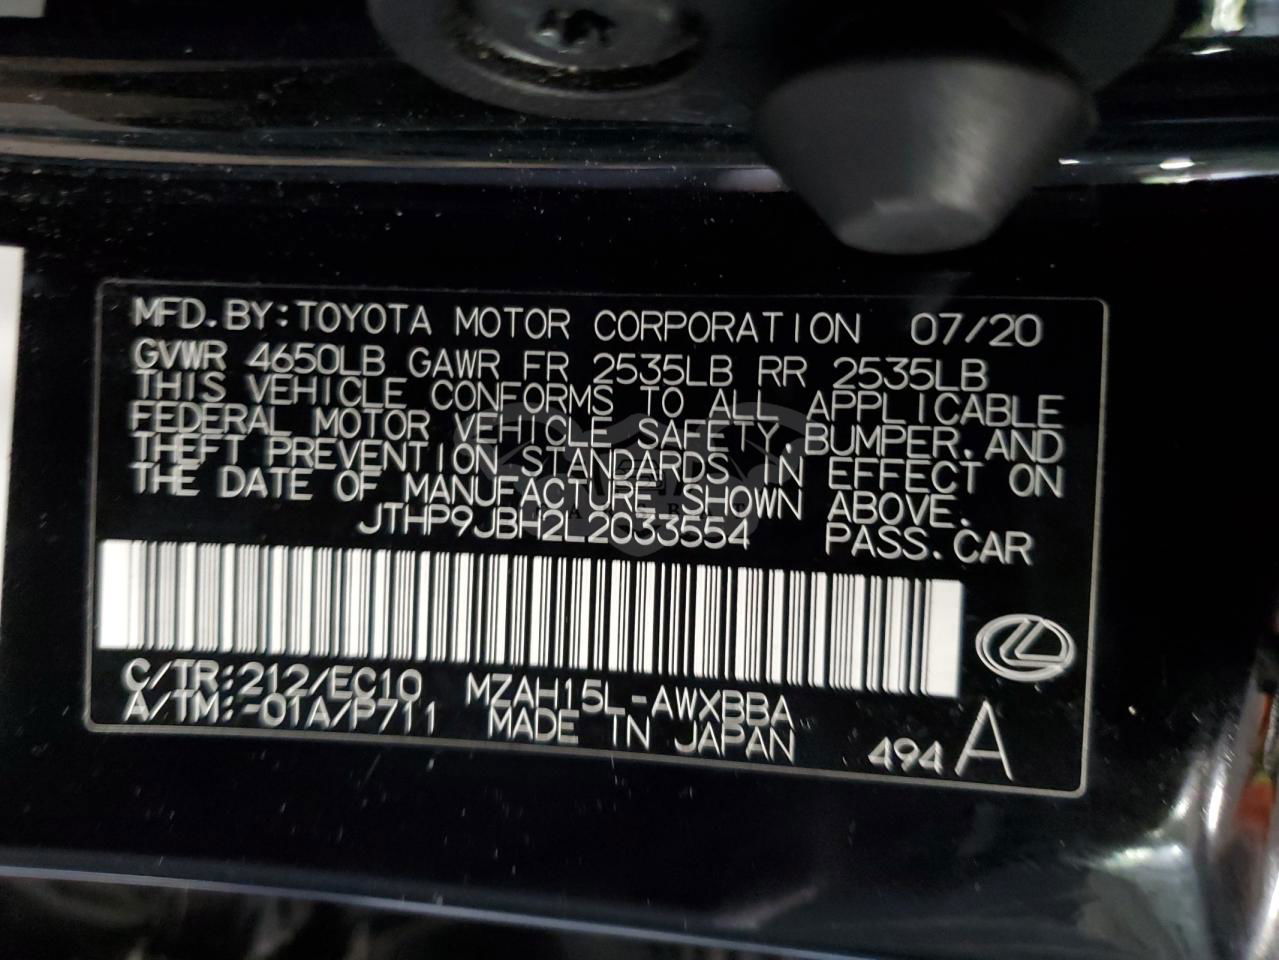 MFD.BY:TOYOTA MOTOR CORPORATION 07/20
GVWR 4650LB GAWR FR 2535LB RR 2535LB
THIS VEHICLE CONFORMS TO ALL APPLICABLE
FEDERAL MOTOR VEHICLE SAFETY,BUMPER,AND
THEFT PREVENTION STANDARDS IN EFFECT ON
THE DATE OF MANUFACTURE SHOWN ABOVE.
JTHP9JBH2L2033554 PASS.CAR
C/TR:212/EC10 MZAH15L-AWXBBA
A/TM:-01A/P711 MADE IN JAPAN 494 A